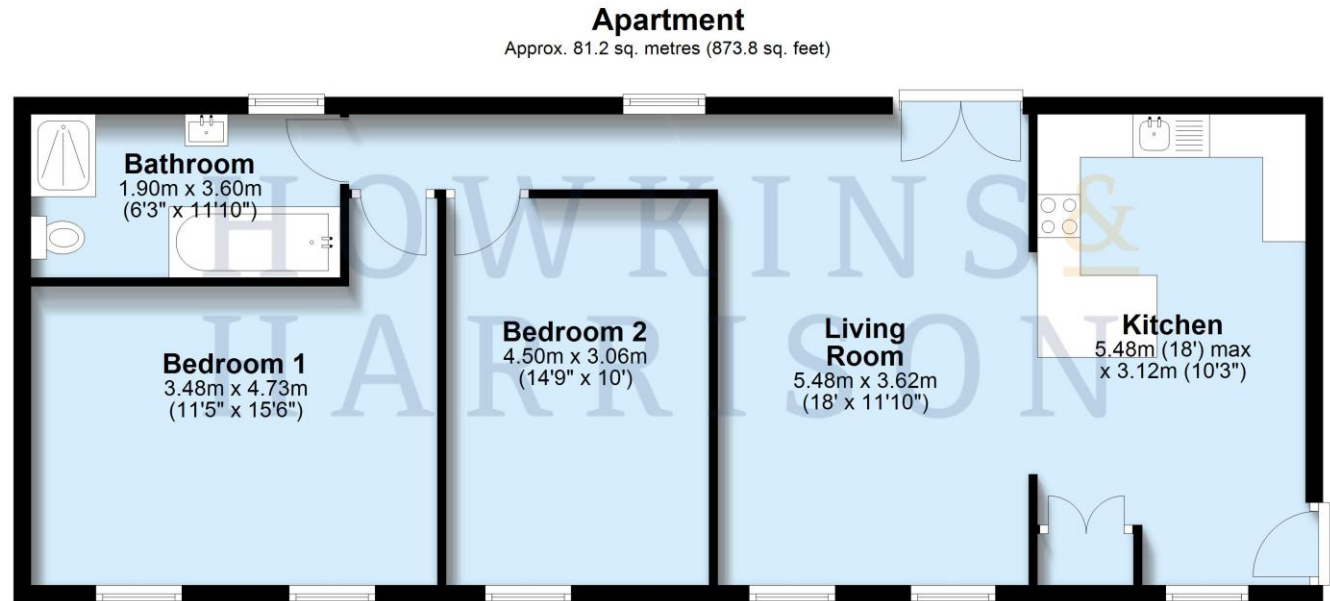 Apartment
Approx. 81.2 sq. metres (873.8 sq. feet)
Bathroom
1.90m x 3.60m
(6'3" x 11'10")
HOWKINS&
HARRISON
Bedroom 1
3.48m x 4.73m
(11'5" x 15'6")
Bedroom 2
4.50m x 3.06m
(14'9" x 10')
Living
Room
5.48m x 3.62m
(18' x 11'10")
Kitchen
5.48m (18') max
x 3.12m (10'3")